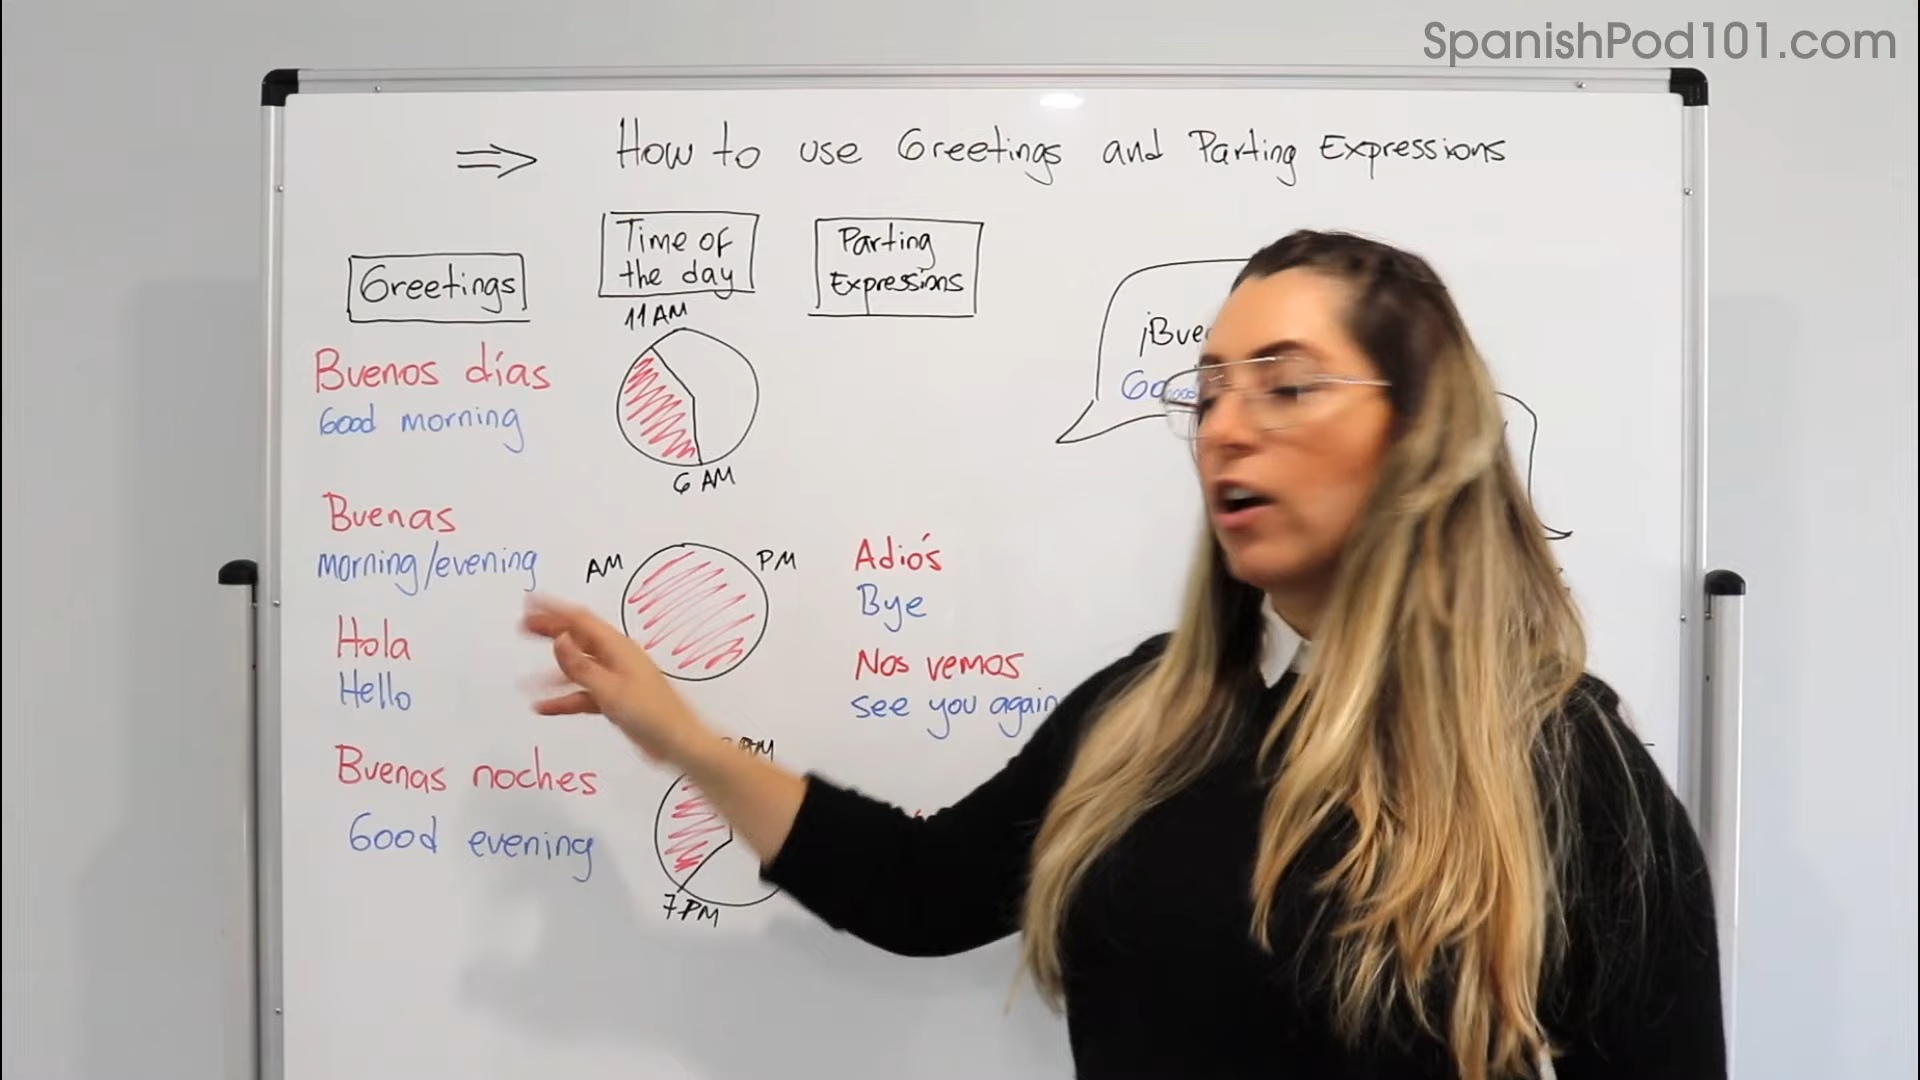 SpanishPod101.com
⇒ How to use Greetings and Parting Expressions
Greetings
Time of
the day
Parting
Expressions
11 AM
Buenos días
Good morning
6 AM
Buenas
morning/evening
AM
PM
Hola
Hello
Adiós
Bye
Nos vemos
see you again
Buenas noches
Good evening
AM
7 PM